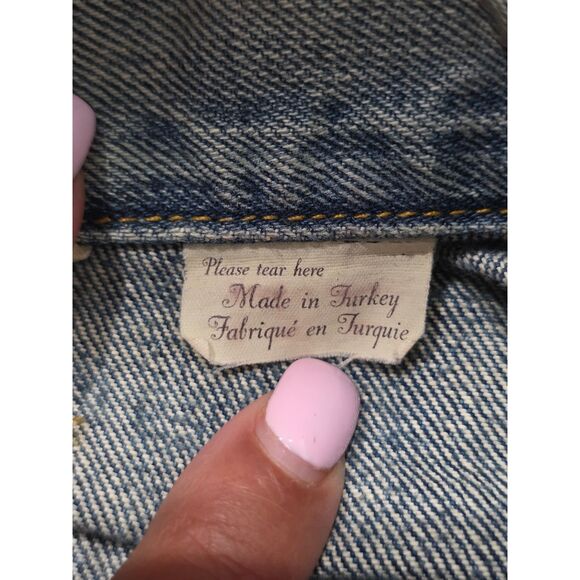 Please tear here
Made in Turkey
Fabriqué en Turquie